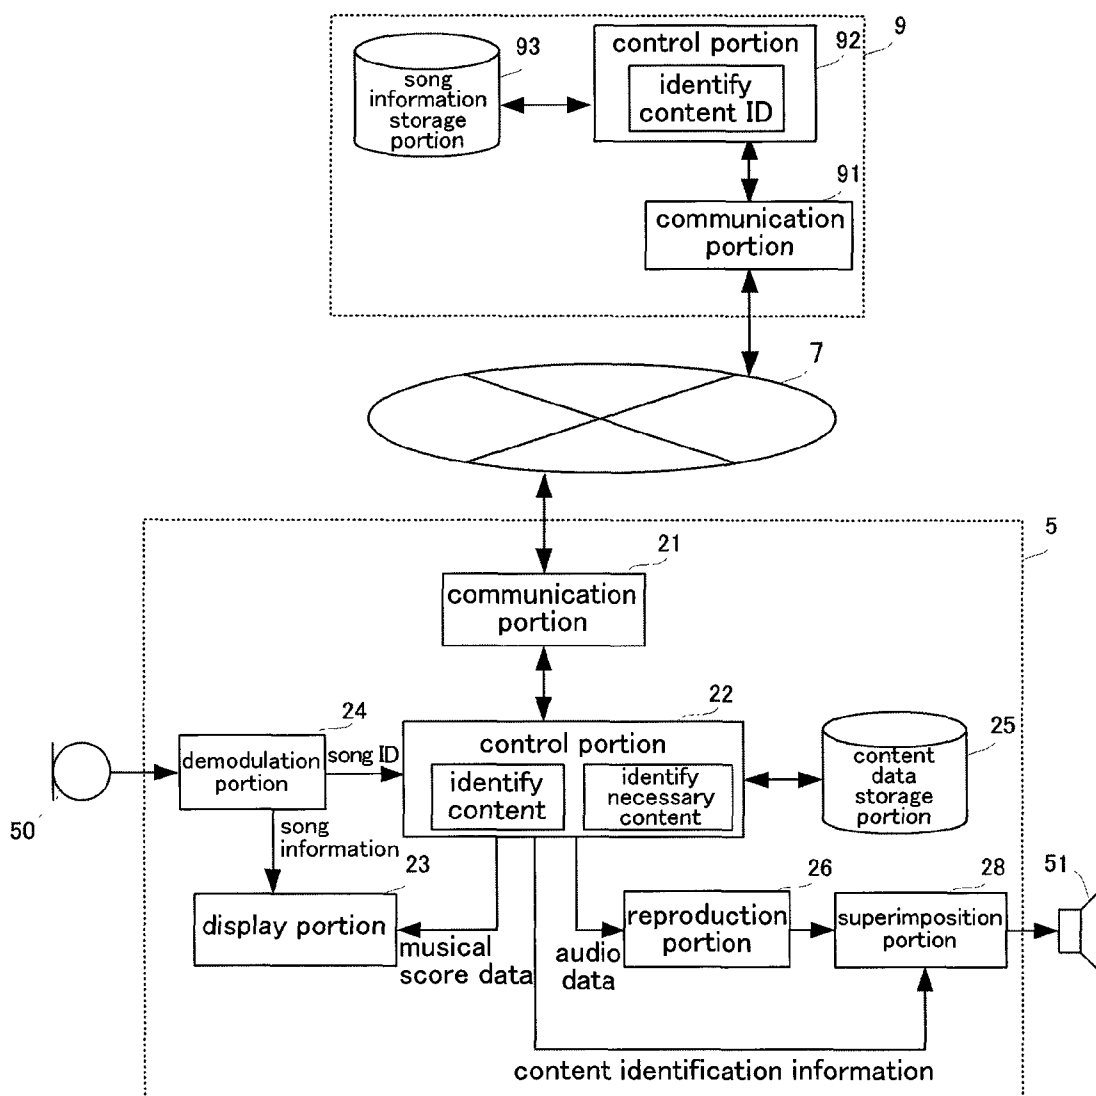 9
93
song
information
storage
portion
control portion
92
identify
content ID
91
communication
portion
7
5
21
communication
portion
22
control portion
identify
content
identify
necessary
content
24
demodulation
portion
song ID
25
content
data
storage
portion
50
song
information
23
display portion
musical
score data
audio
data
26
reproduction
portion
28
superimposition
portion
51
content identification information